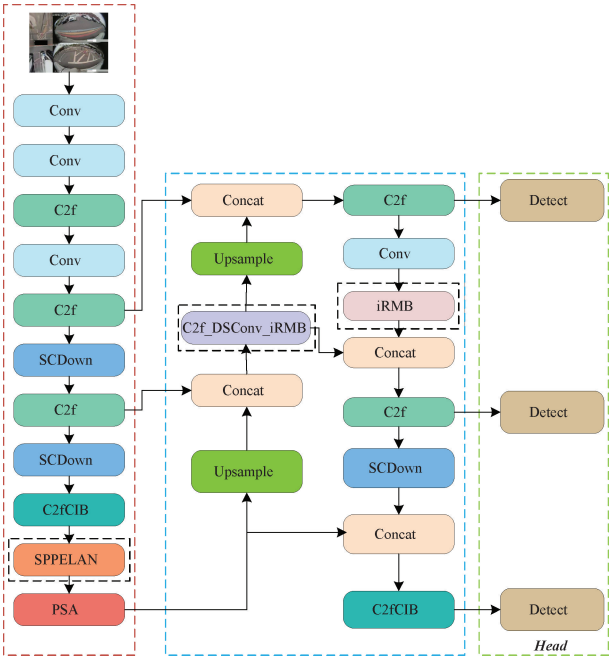 Conv
Conv
C2f
Conv
C2f
SCDown
C2f
SCDown
C2fCIB
SPPELAN
PSA
Concat
Upsample
C2f_DSConv_iRMB
Concat
Upsample
C2f
Conv
iRMB
Concat
C2f
SCDown
Concat
C2fCIB
Detect
Detect
Detect
Head